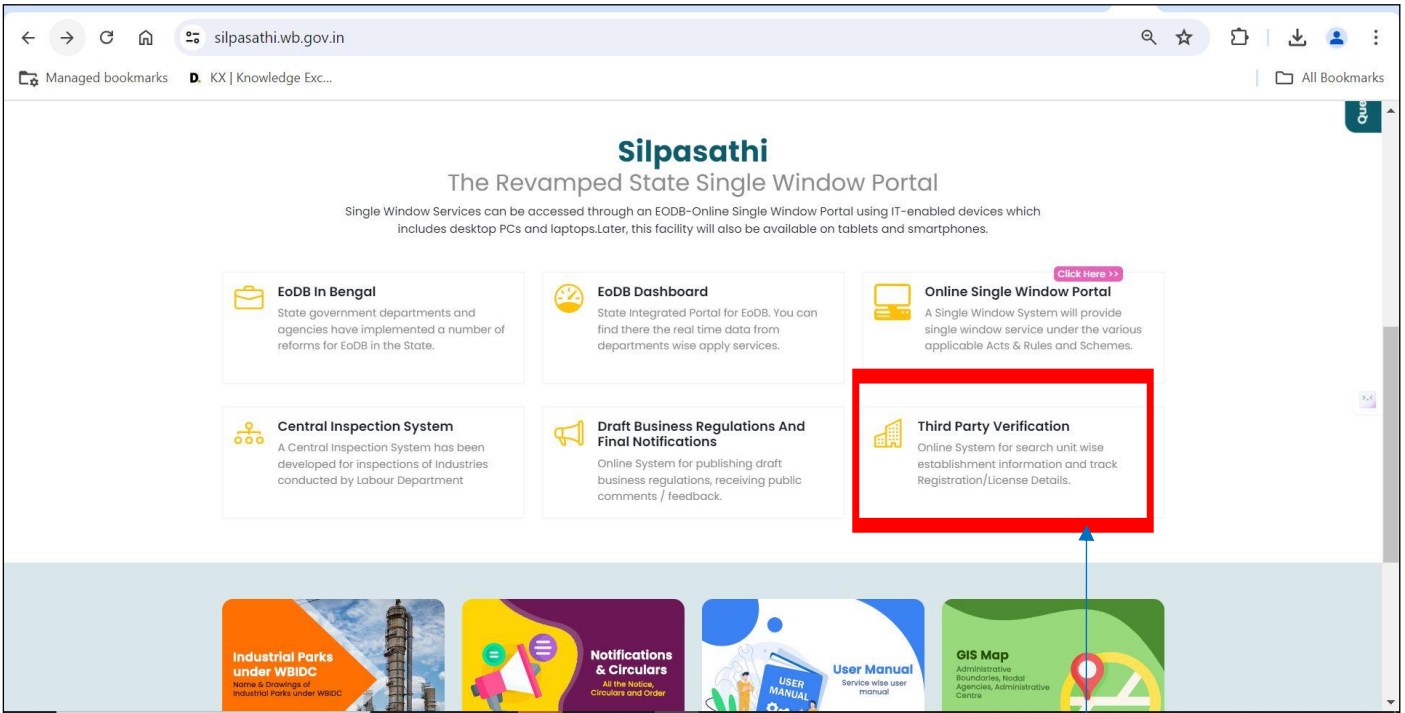 silpasathi.wb.gov.in
Managed bookmarks
D. KX | Knowledge Exc...
All Bookmarks
Que
Silpasathi
The Revamped State Single Window Portal
Single Window Services can be accessed through an EODB-Online Single Window Portal using IT-enabled devices which
includes desktop PCs and laptops.Later, this facility will also be available on tablets and smartphones.
EoDB In Bengal
State government departments and
agencies have implemented a number of
reforms for EoDB in the State.
EoDB Dashboard
State Integrated Portal for EoDB. You can
find there the real time data from
departments wise apply services.
Click Here >>
Online Single Window Portal
A Single Window System will provide
single window service under the various
applicable Acts & Rules and Schemes.
Central Inspection System
A Central Inspection System has been
developed for inspections of Industries
conducted by Labour Department
Draft Business Regulations And
Final Notifications
Online System for publishing draft
business regulations, receiving public
comments / feedback.
Third Party Verification
Online System for search unit wise
establishment information and track
Registration/License Details.
Industrial Parks
under WBIDC
Name & Drawings of
Industrial Parks under WBIDC
Notifications
& Circulars
All the Notice,
Circulars and Order
USER
MANUAL
User Manual
Service wise user
manual
GIS Map
Administrative
Boundaries, Nodal
Agencies, Administrative
Centre